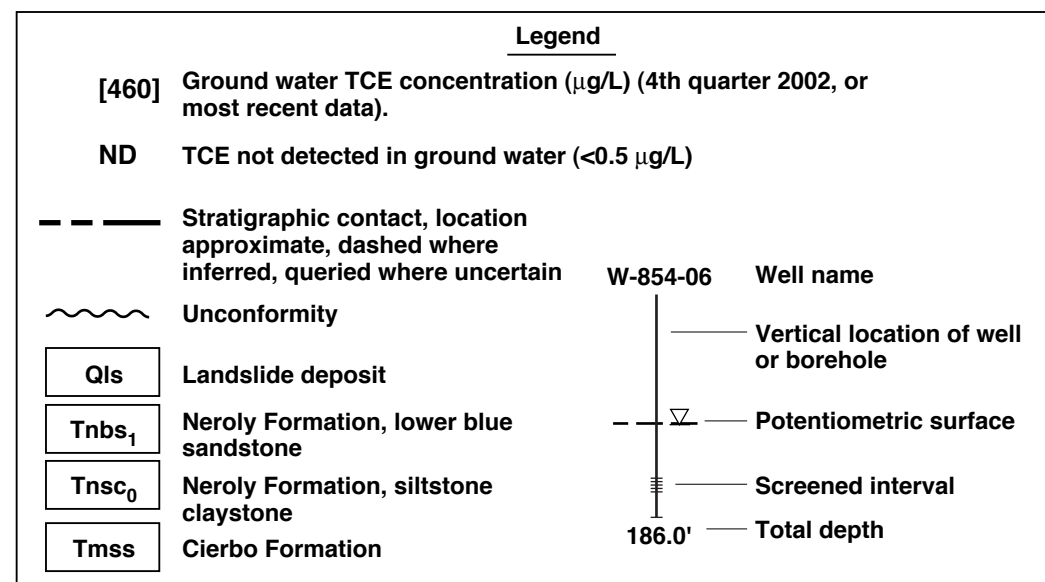 Legend
[460] Ground water TCE concentration (μg/L) (4th quarter 2002, or
most recent data).
ND TCE not detected in ground water (<0.5 μg/L)
Stratigraphic contact, location
approximate, dashed where
inferred, queried where uncertain
Unconformity
Qls Landslide deposit
Tnbs₁ Neroly Formation, lower blue
sandstone
Tnsc₀ Neroly Formation, siltstone
claystone
Tmss Cierbo Formation
W-854-06 Well name
Vertical location of well
or borehole
Potentiometric surface
Screened interval
186.0' Total depth